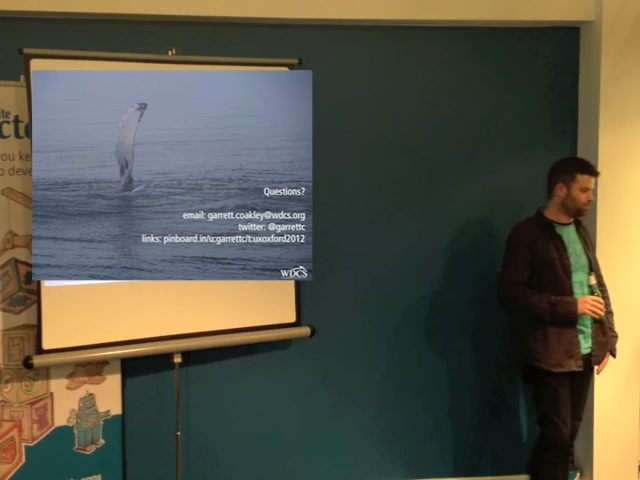 Questions?
email: garrett.coakley@wdcs.org
twitter: @garrettc
links: pinboard.in/u:garrettc/t:uxoxford2012
WDCS